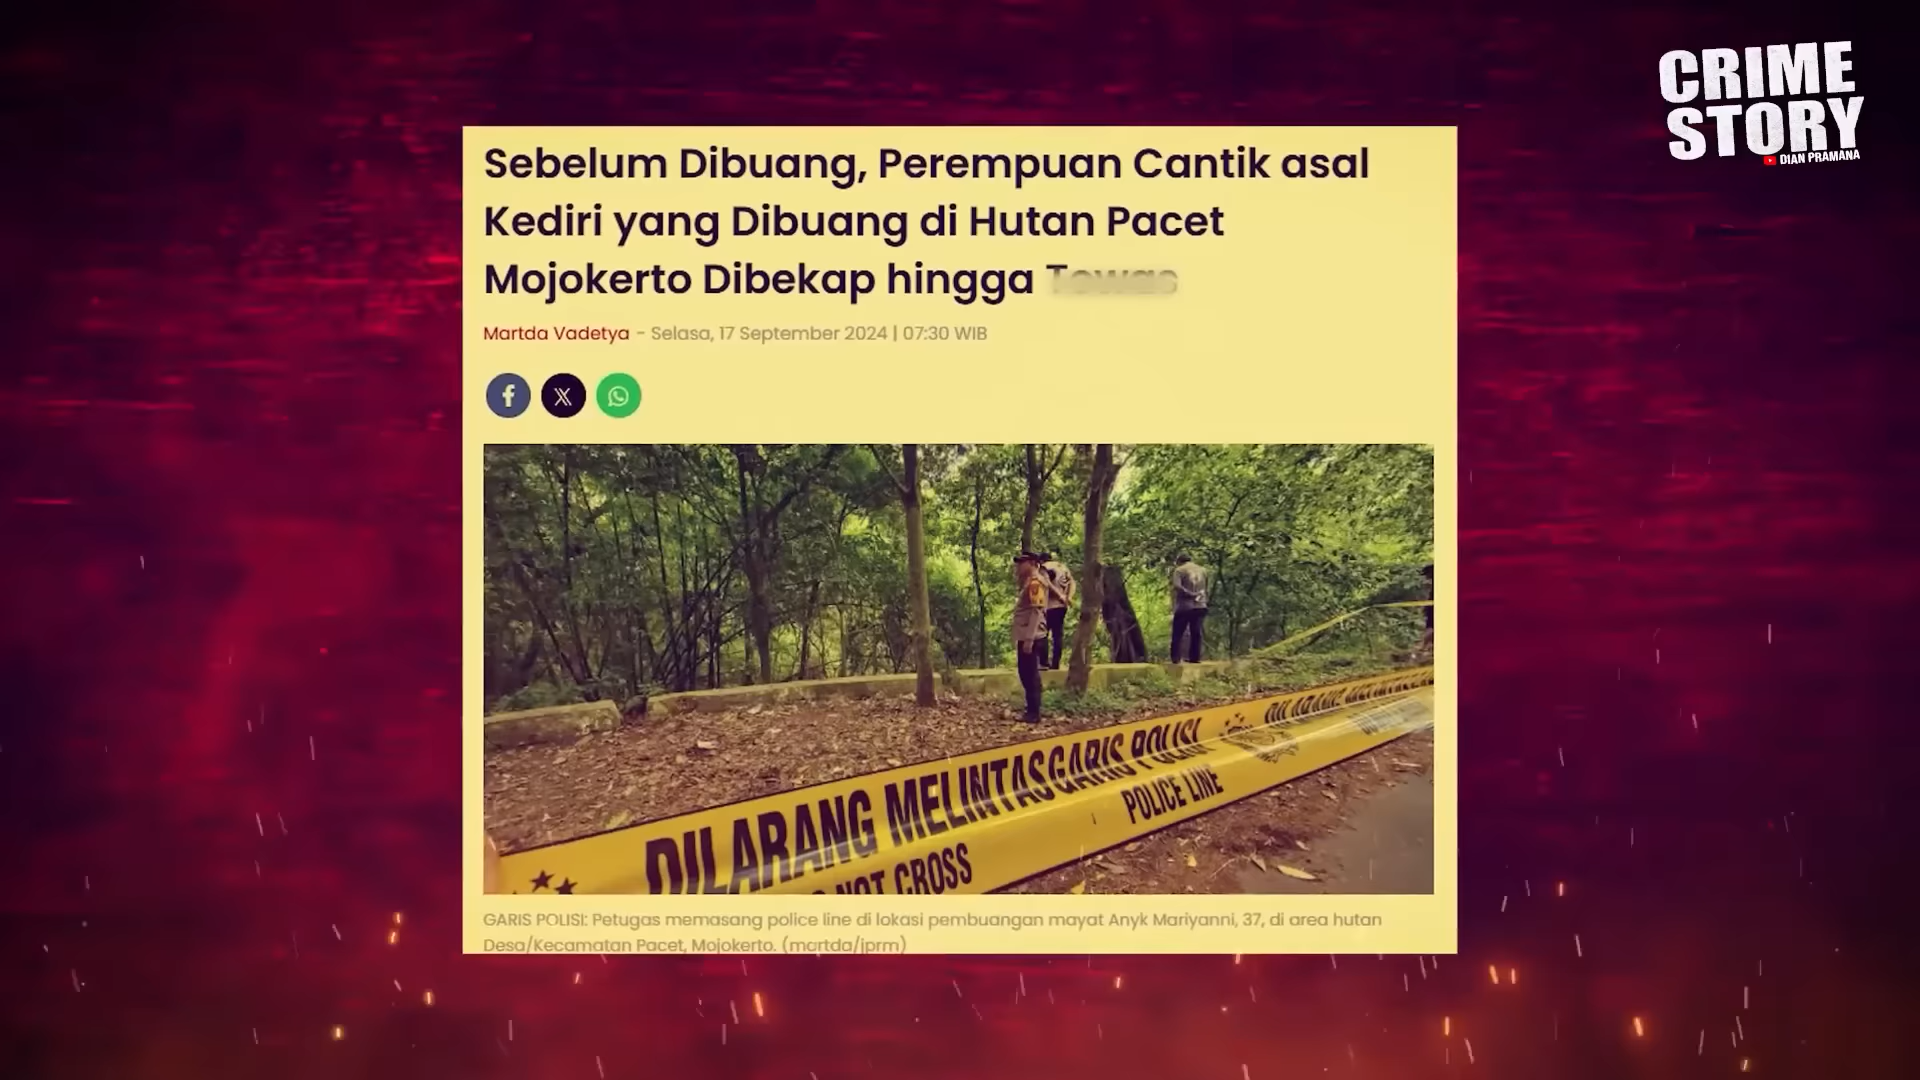 CRIME
STORY
DIAN PRAMANA
Sebelum Dibuang, Perempuan Cantik asal
Kediri yang Dibuang di Hutan Pacet
Mojokerto Dibekap hingga Tewas
Martda Vadetya - Selasa, 17 September 2024 | 07:30 WIB
DILARANG MELINTAS GARIS POLISI
POLICE LINE
NOT CROSS
GARIS POLISI: Petugas memasang police line di lokasi pembuangan mayat Anyk Mariyanni, 37, di area hutan
Desa/Kecamatan Pacet, Mojokerto. (martda/jprm)